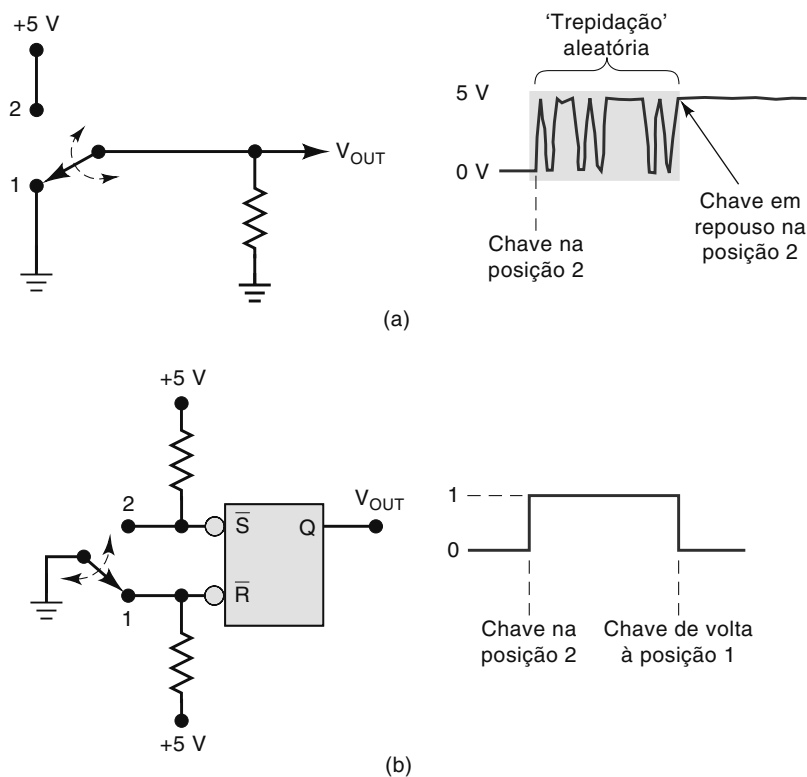 +5 V
2
1
V_OUT
'Trepidação'
aleatória
5 V
0 V
Chave na
posição 2
Chave em
repouso na
posição 2
(a)
+5 V
2
1
S̅
R̅
Q
V_OUT
+5 V
1
0
Chave na
posição 2
Chave de volta
à posição 1
(b)